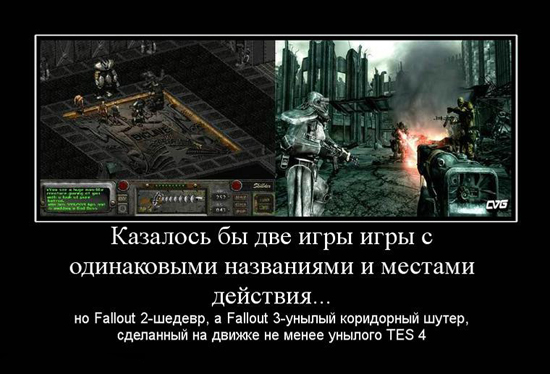 CVG
Казалось бы две игры игры с
одинаковыми названиями и местами
действия...
но Fallout 2-шедевр, а Fallout 3-унылый коридорный шутер,
сделанный на движке не менее унылого TES 4